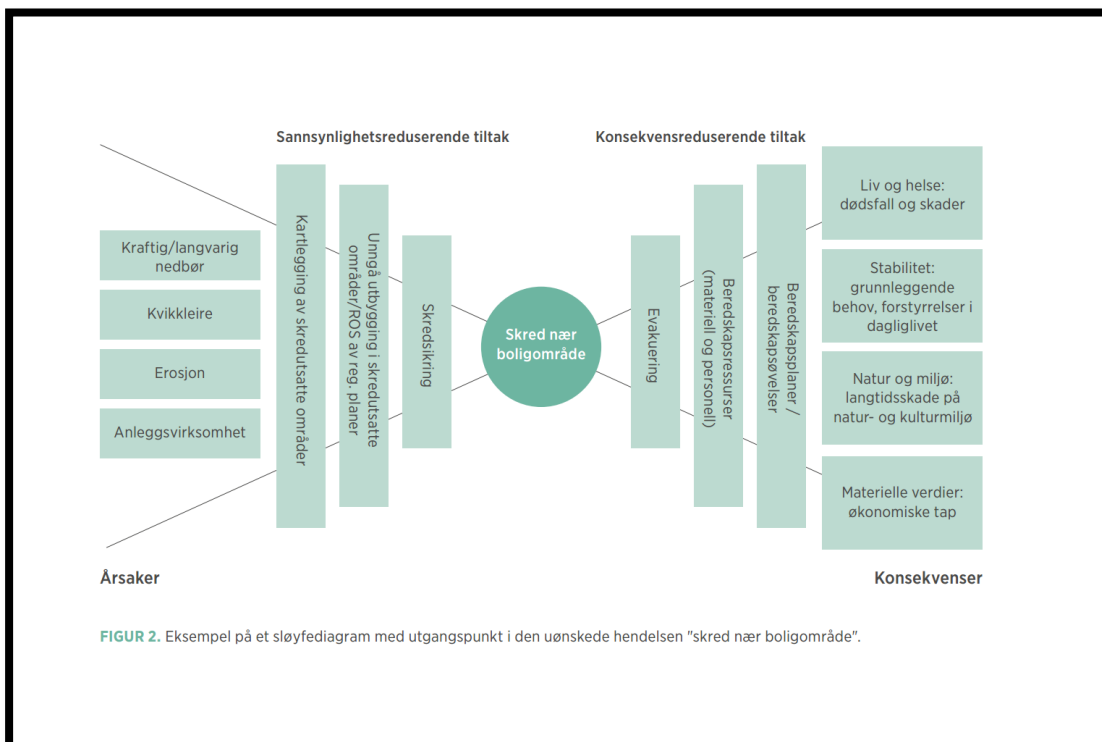 Sannsynlighetsreduserende tiltak
Konsekvensreduserende tiltak
Kraftig/langvarig
nedbør
Kvikkleire
Erosjon
Anleggsvirksomhet
Kartlegging av skredutsatte områder
Unngå utbygging i skredutsatte
områder/ROS av reg. planer
Skredsikring
Skred nær
boligområde
Evakuering
Beredskapsressurser
(materiell og personell)
Beredskapsplaner /
beredskapsøvelser
Liv og helse:
dødsfall og skader
Stabilitet:
grunnleggende
behov, forstyrrelser i
dagliglivet
Natur og miljø:
langtidsskade på
natur- og kulturmiljø
Materielle verdier:
økonomiske tap
Årsaker
Konsekvenser
FIGUR 2. Eksempel på et sløyfediagram med utgangspunkt i den uønskede hendelsen "skred nær boligområde".